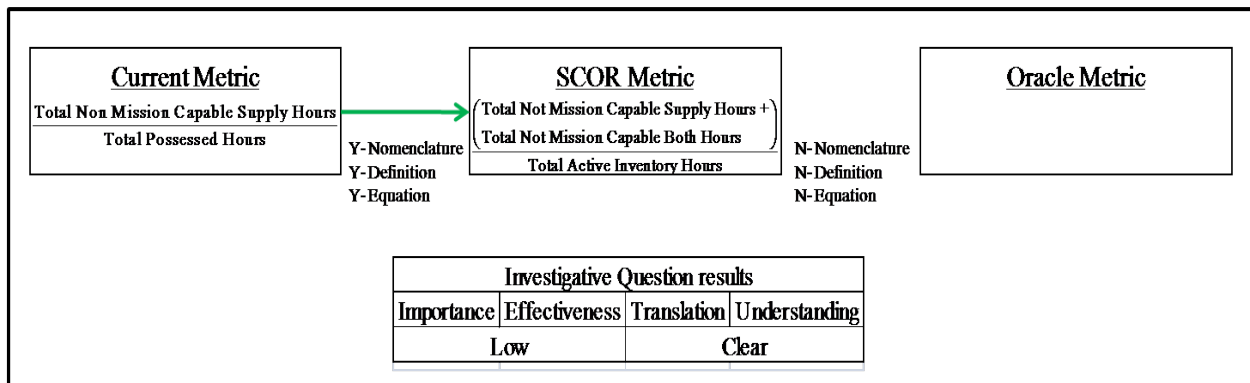 Current Metric
Total Non Mission Capable Supply Hours
Total Possessed Hours
Y-Nomenclature
Y-Definition
Y-Equation
SCOR Metric
(Total Not Mission Capable Supply Hours +
Total Not Mission Capable Both Hours)
Total Active Inventory Hours
N-Nomenclature
N-Definition
N-Equation
Oracle Metric
Investigative Question results
Importance Effectiveness Translation Understanding
Low Clear